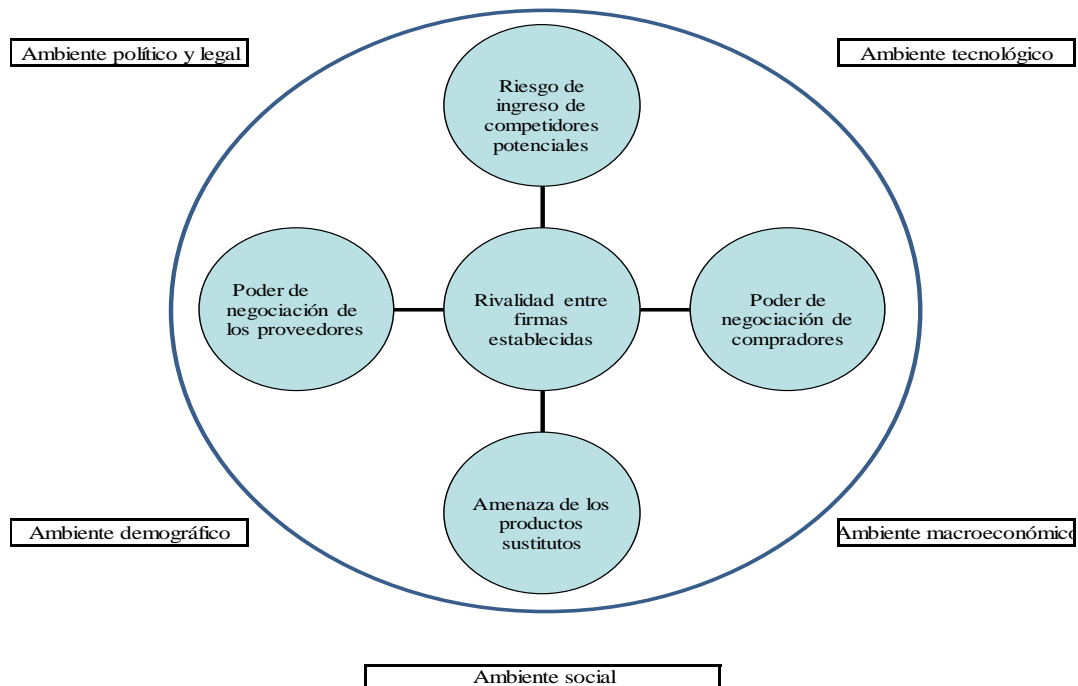 Ambiente político y legal
Ambiente tecnológico
Riesgo de
ingreso de
competidores
potenciales
Poder de
negociación de
los proveedores
Rivalidad entre
firmas
establecidas
Poder de
negociación de
compradores
Amenaza de los
productos
sustitutos
Ambiente demográfico
Ambiente macroeconómico
Ambiente social